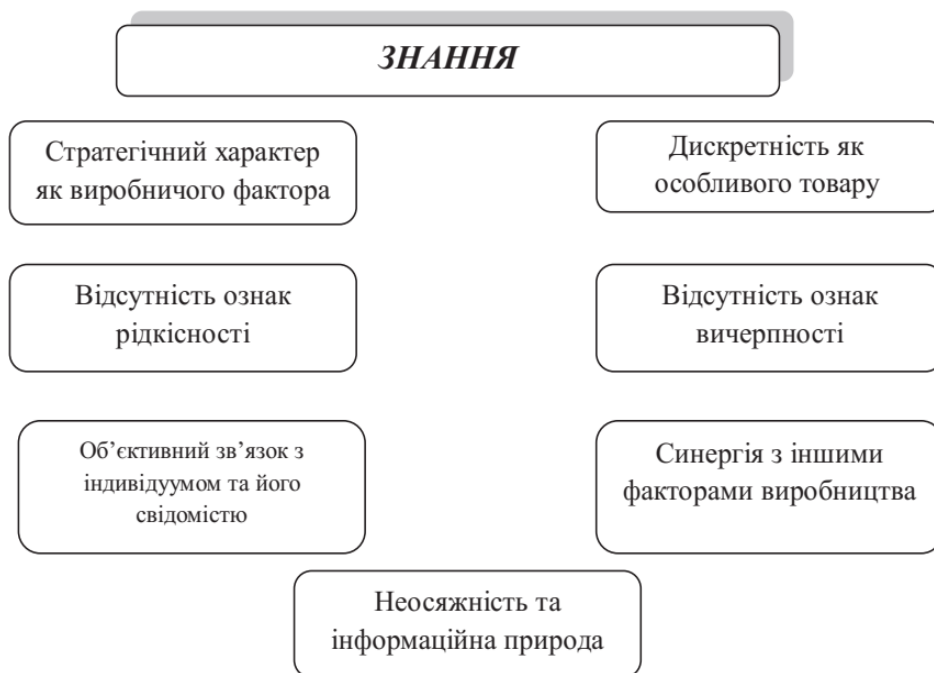 ЗНАННЯ
Стратегічний характер
як виробничого фактора
Дискретність як
особливого товару
Відсутність ознак
рідкісності
Відсутність ознак
вичерпності
Об’єктивний зв’язок з
індивідуумом та його
свідомістю
Синергія з іншими
факторами виробництва
Неосяжність та
інформаційна природа